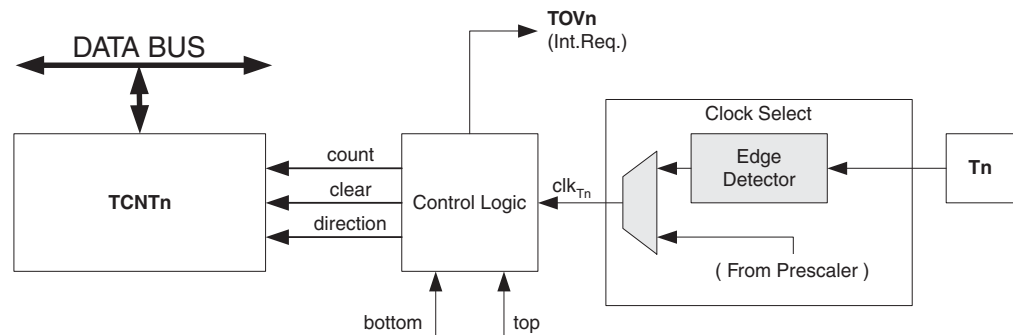 TOVn
(Int.Req.)
DATA BUS
Clock Select
TCNTn
count
clear
direction
Control Logic
clkTn
Edge
Detector
Tn
( From Prescaler )
bottom
top